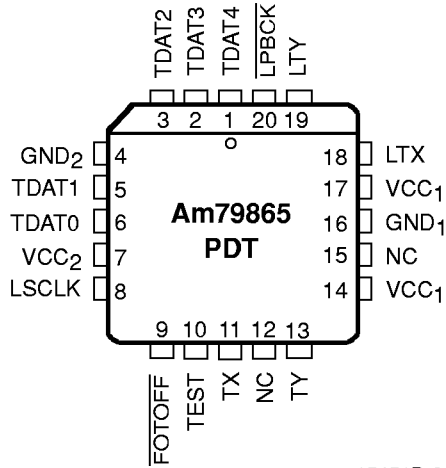 TDAT2 TDAT3 TDAT4 LPBCK LTY
3 2 1 20 19
GND2 4 18 LTX
TDAT1 5 17 VCC1
TDAT0 6 16 GND1
VCC2 7 15 NC
LSCLK 8 14 VCC1
Am79865
PDT
9 10 11 12 13
FOTOFF TEST TX NC TY